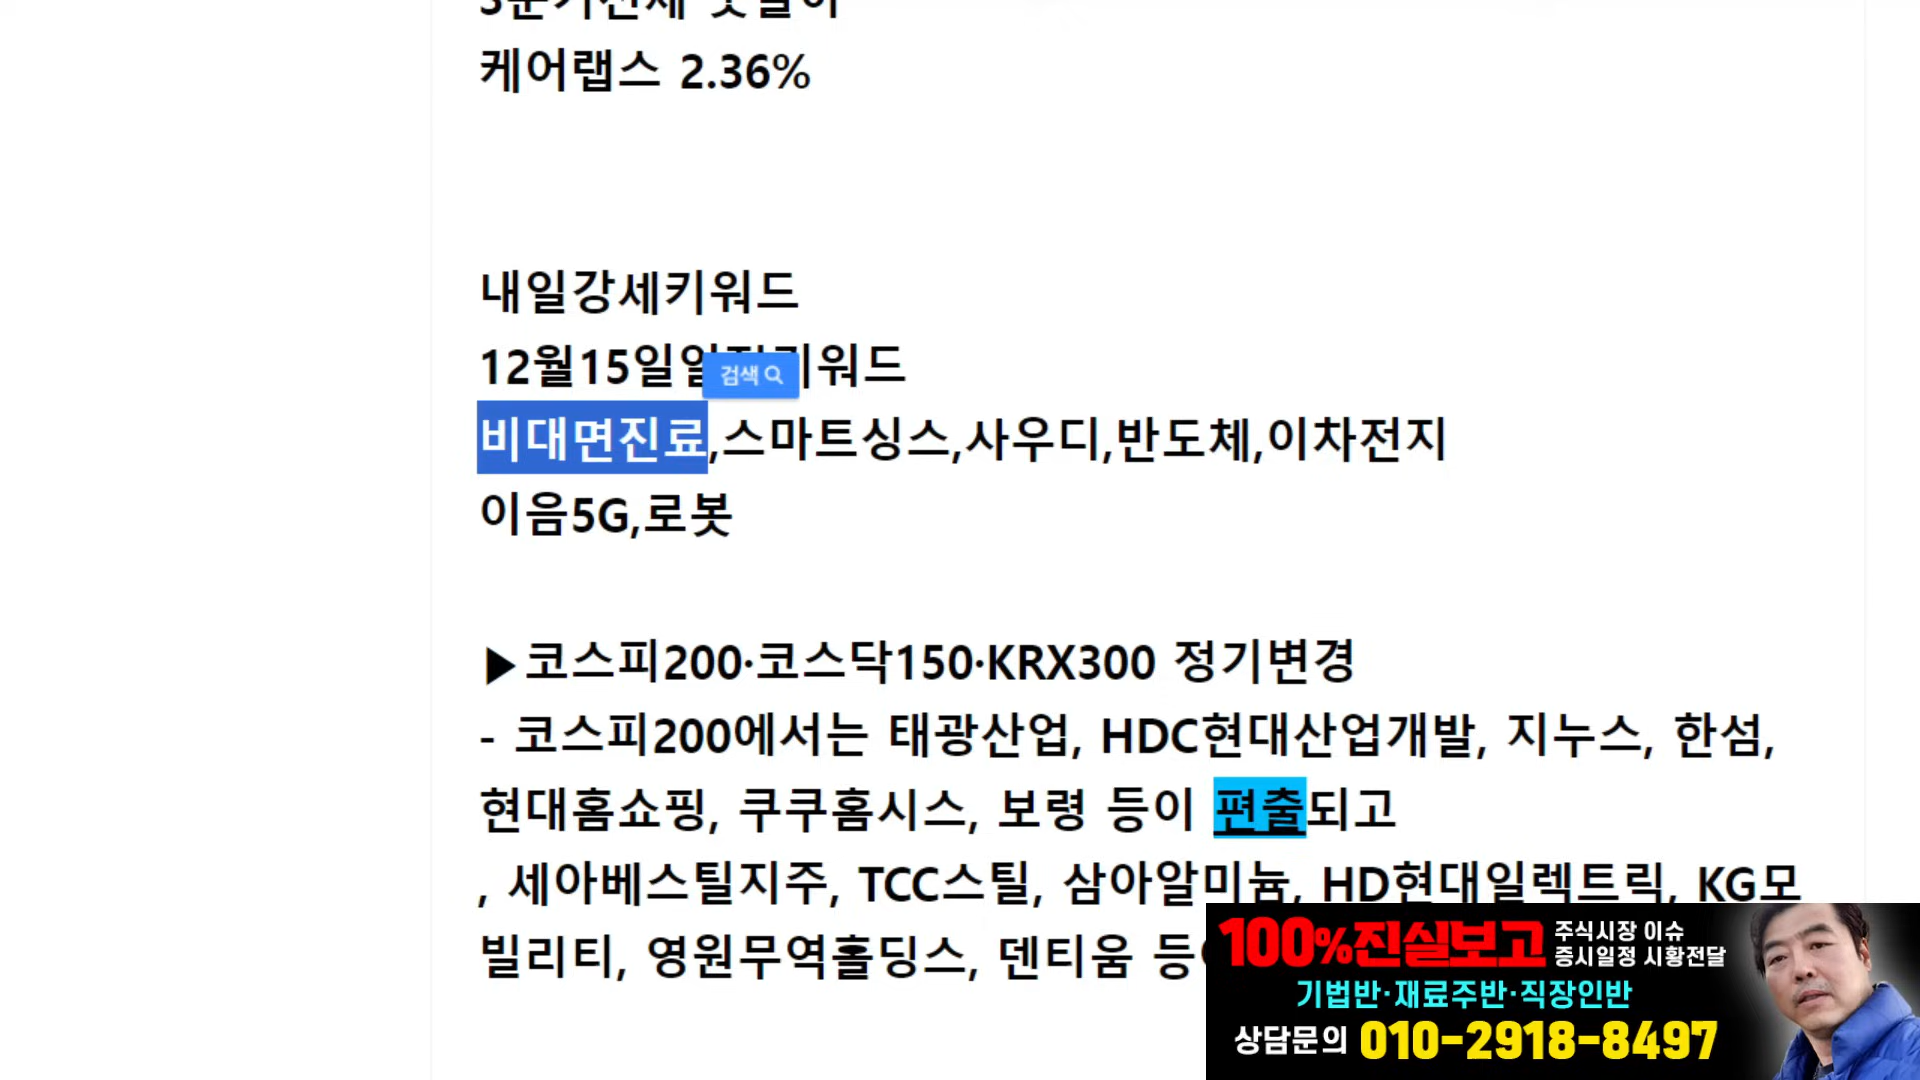 케어랩스 2.36%
내일강세키워드
12월15일일정키워드
검색
비대면진료,스마트싱스,사우디,반도체,이차전지
이음5G,로봇
▶코스피200·코스닥150·KRX300 정기변경
- 코스피200에서는 태광산업, HDC현대산업개발, 지누스, 한섬,
현대홈쇼핑, 쿠쿠홈시스, 보령 등이 편출되고
, 세아베스틸지주, TCC스틸, 삼아알미늄, HD현대일렉트릭, KG모
빌리티, 영원무역홀딩스, 덴티움
100%진실보고 주식시장 이슈
증시일정 시황전달
기법반·재료주반·직장인반
상담문의 010-2918-8497